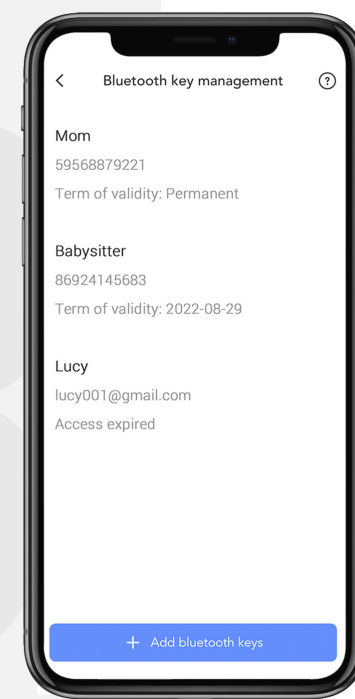 Bluetooth key management
?
Mom
59568879221
Term of validity: Permanent
Babysitter
86924145683
Term of validity: 2022-08-29
Lucy
lucy001@gmail.com
Access expired
+ Add bluetooth keys